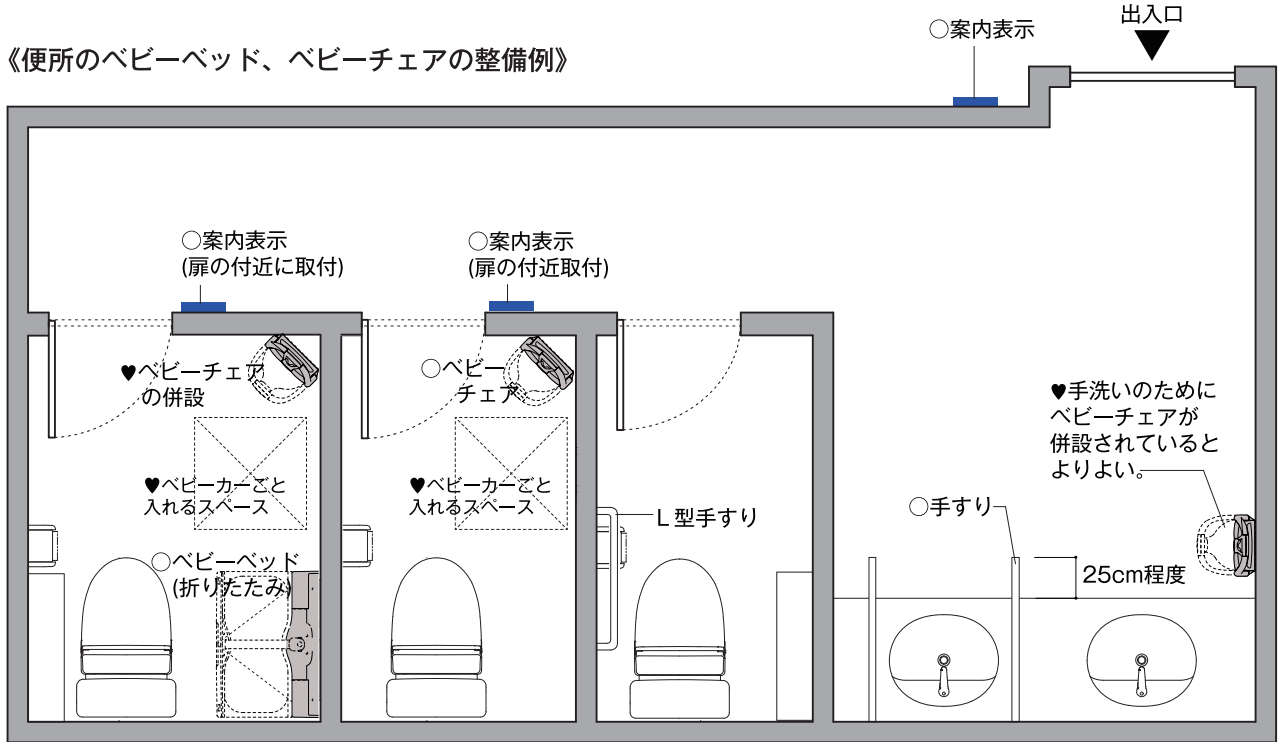 出入口
○案内表示
《便所のベビーベッド、ベビーチェアの整備例》
○案内表示
(扉の付近に取付)
○案内表示
(扉の付近取付)
♥ベビーチェア
の併設
○ベビー
チェア
♥手洗いのために
ベビーチェアが
併設されていると
よりよい。
♥ベビーカーごと
入れるスペース
♥ベビーカーごと
入れるスペース
L型手すり
○手すり
○ベビーベッド
(折りたたみ)
25cm程度